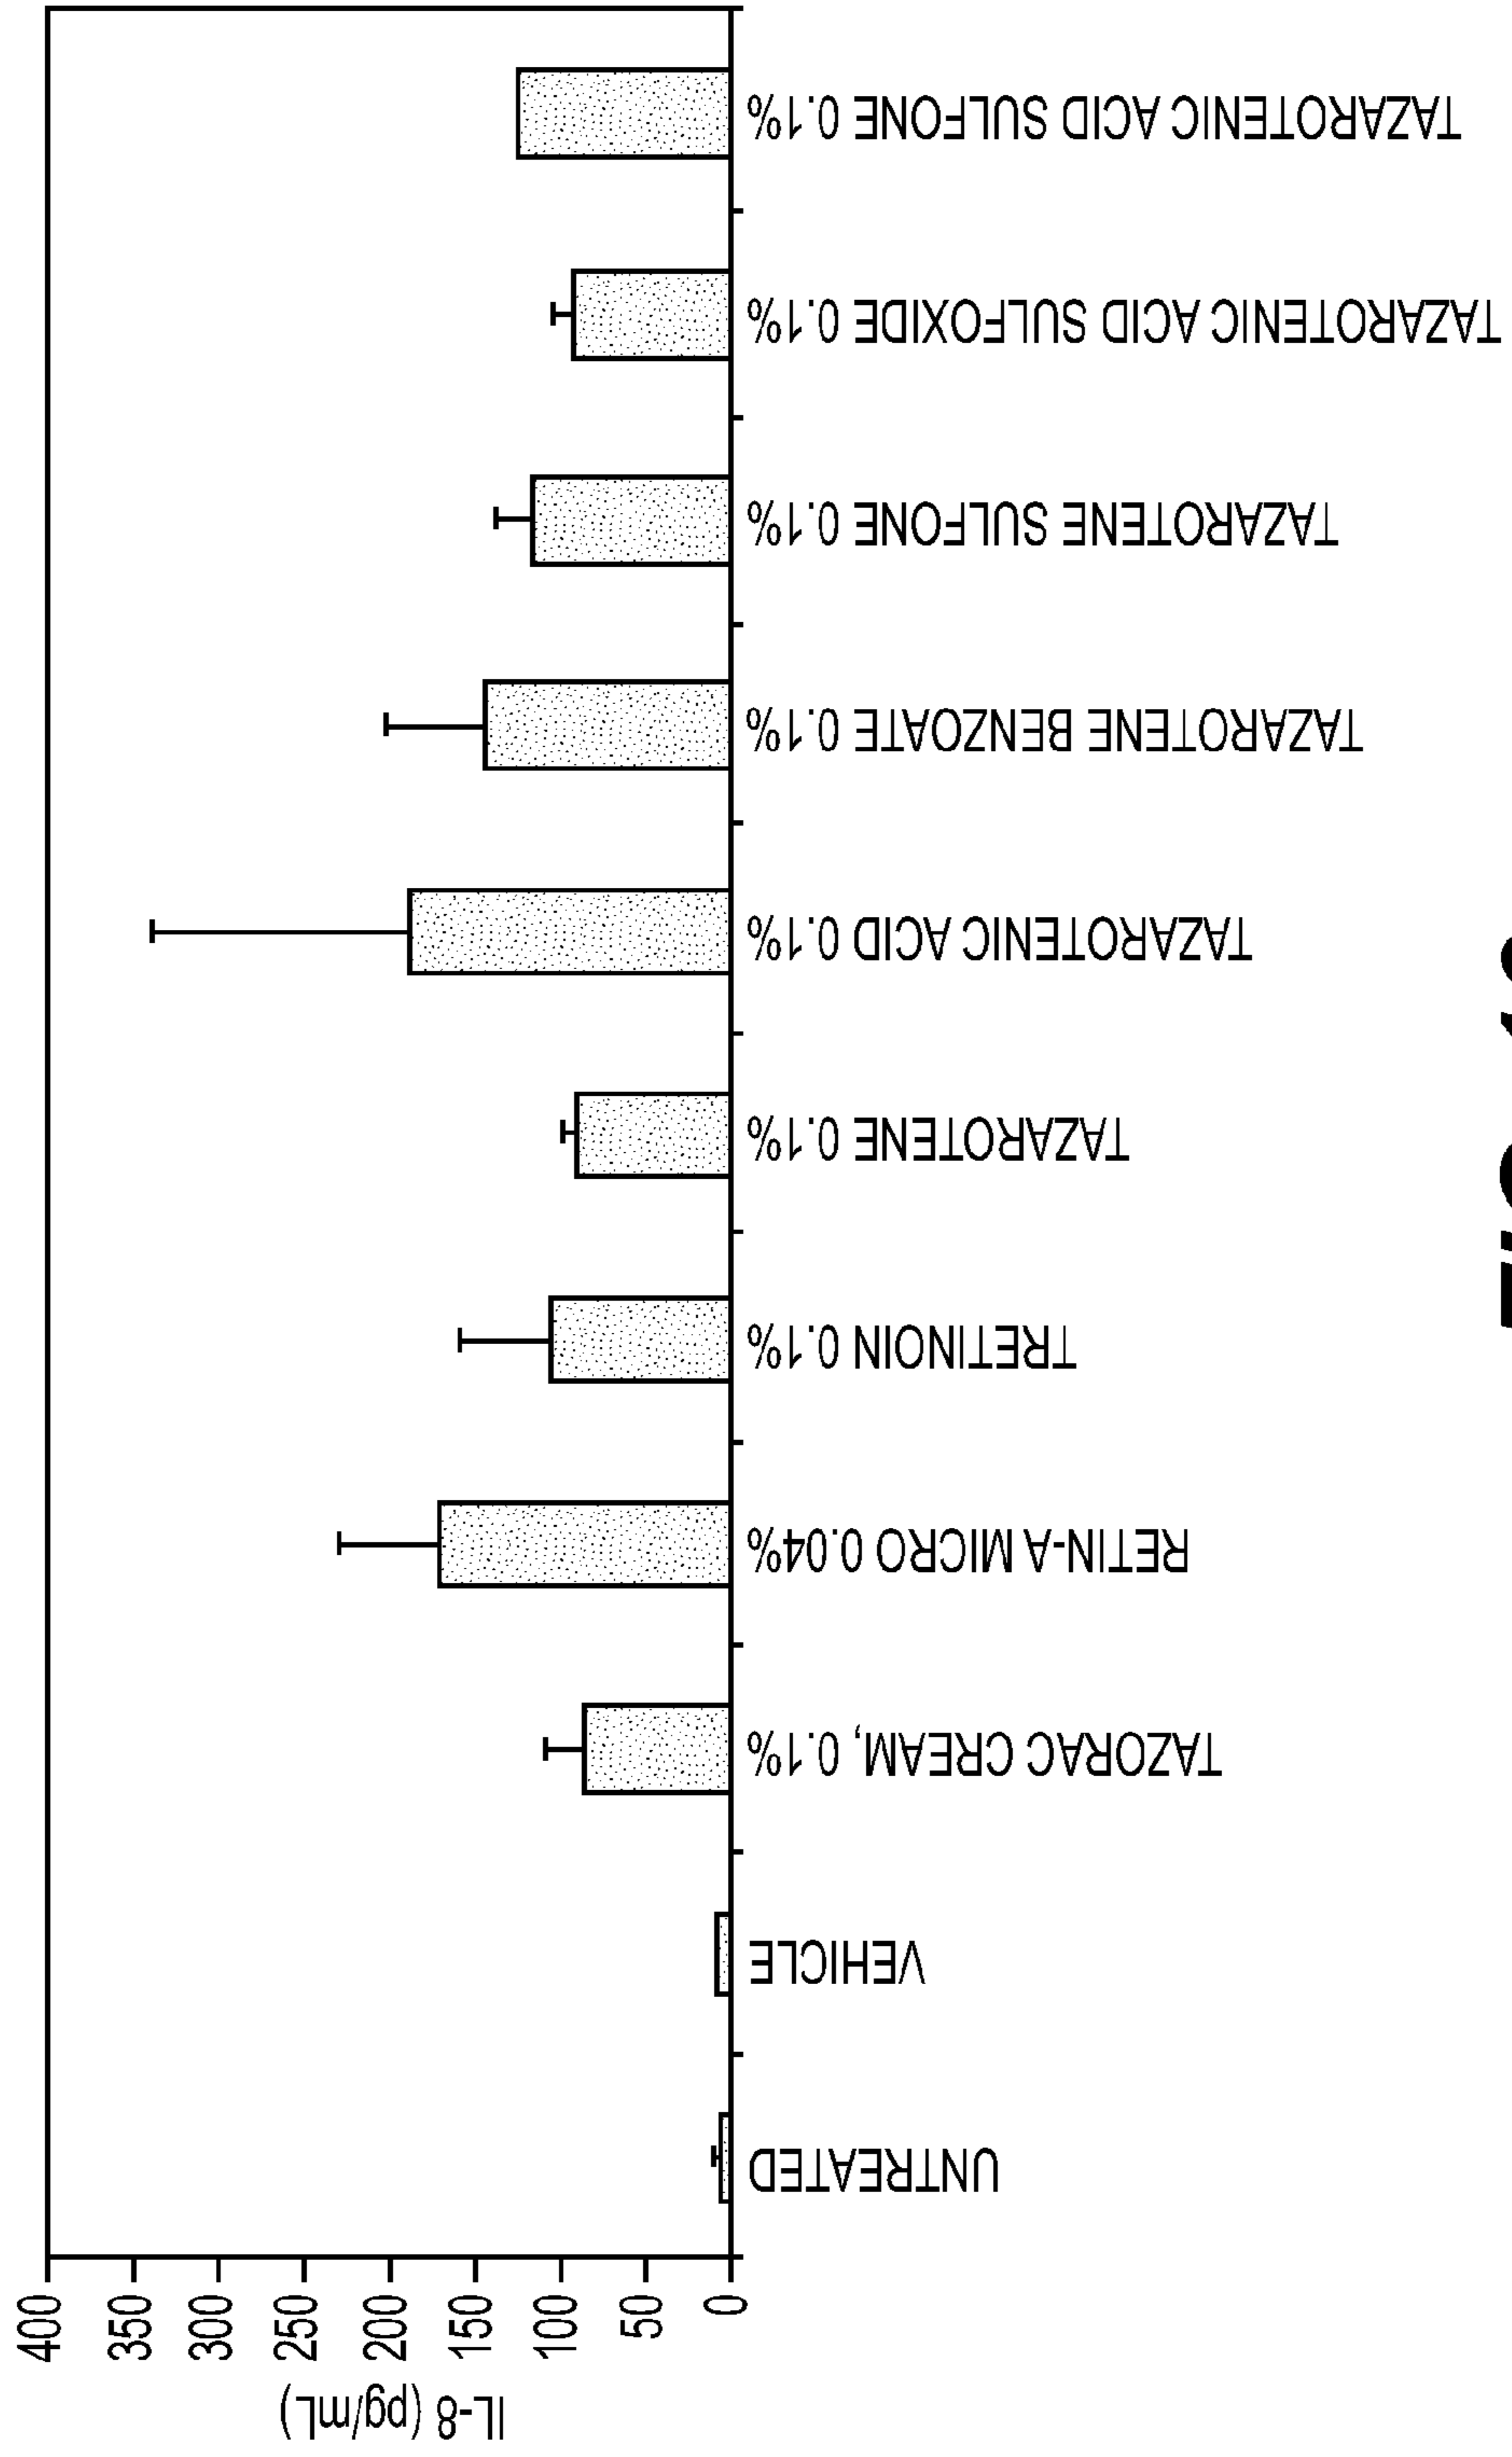 IL-8 (pg/mL)
400
350
300
250
200
150
100
50
0
UNTREATED
VEHICLE
TAZORAC CREAM, 0.1%
RETIN-A MICRO 0.04%
TRETINOIN 0.1%
TAZAROTENE 0.1%
TAZAROTENIC ACID 0.1%
TAZAROTENE BENZOATE 0.1%
TAZAROTENE SULFONE 0.1%
TAZAROTENIC ACID SULFOXIDE 0.1%
TAZAROTENIC ACID SULFONE 0.1%